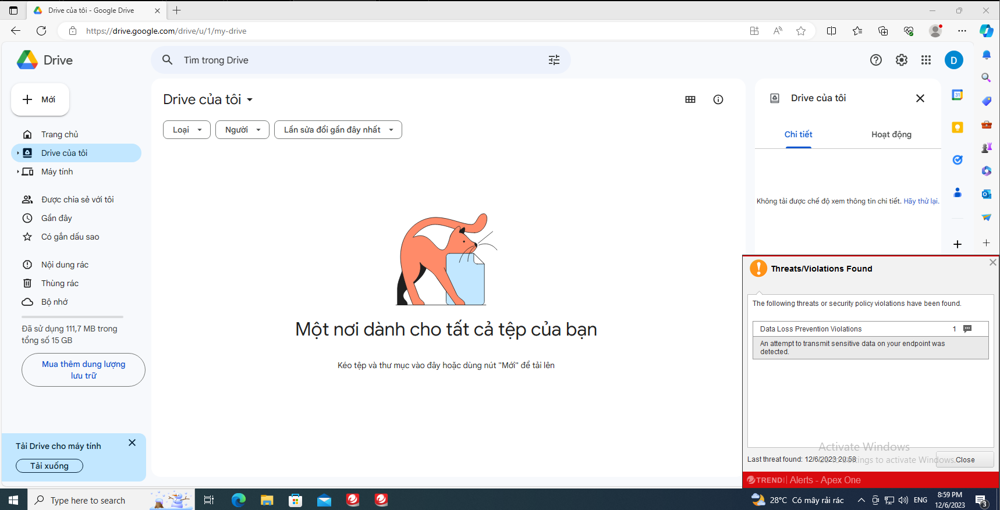 Drive của tôi - Google Drive
https://drive.google.com/drive/u/1/my-drive
Drive
Tìm trong Drive
D
Mới
Trang chủ
Drive của tôi
Máy tính
Được chia sẻ với tôi
Gần đây
Có gắn dấu sao
Nội dung rác
Thùng rác
Bộ nhớ
Đã sử dụng 111,7 MB trong
tổng số 15 GB
Mua thêm dung lượng
lưu trữ
Tải Drive cho máy tính
Tải xuống
Drive của tôi
Loại
Người
Lần sửa đổi gần đây nhất
Một nơi dành cho tất cả tệp của bạn
Kéo tệp và thư mục vào đây hoặc dùng nút "Mới" để tải lên
Drive của tôi
Chi tiết
Hoạt động
Không tải được chế độ xem thông tin chi tiết. Hãy thử lại.
31
Threats/Violations Found
The following threats or security policy violations have been found.
Data Loss Prevention Violations 1
An attempt to transmit sensitive data on your endpoint was
detected.
Activate Windows
Go to Settings to activate Windows.
Last threat found: 12/6/2023 20:58
Close
TREND Alerts - Apex One
Type here to search
28°C Có mây rải rác
ENG
8:59 PM
12/6/2023
3